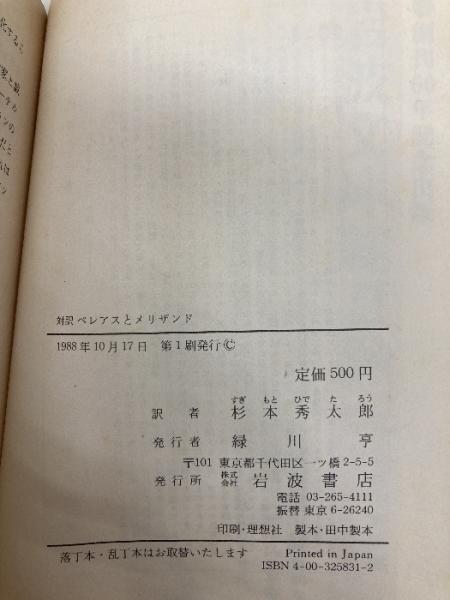 対訳 ペレアスとメリザンド
1988年10月17日 第1刷発行©
定価500円
すぎ もと ひで た ろう
訳者 杉本秀太郎
発行者 緑川亨
〒101 東京都千代田区一ツ橋2-5-5
発行所 株式会社 岩波書店
電話 03-265-4111
振替 東京6-26240
印刷・理想社 製本・田中製本
落丁本・乱丁本はお取替いたします Printed in Japan
ISBN4-00-325831-2